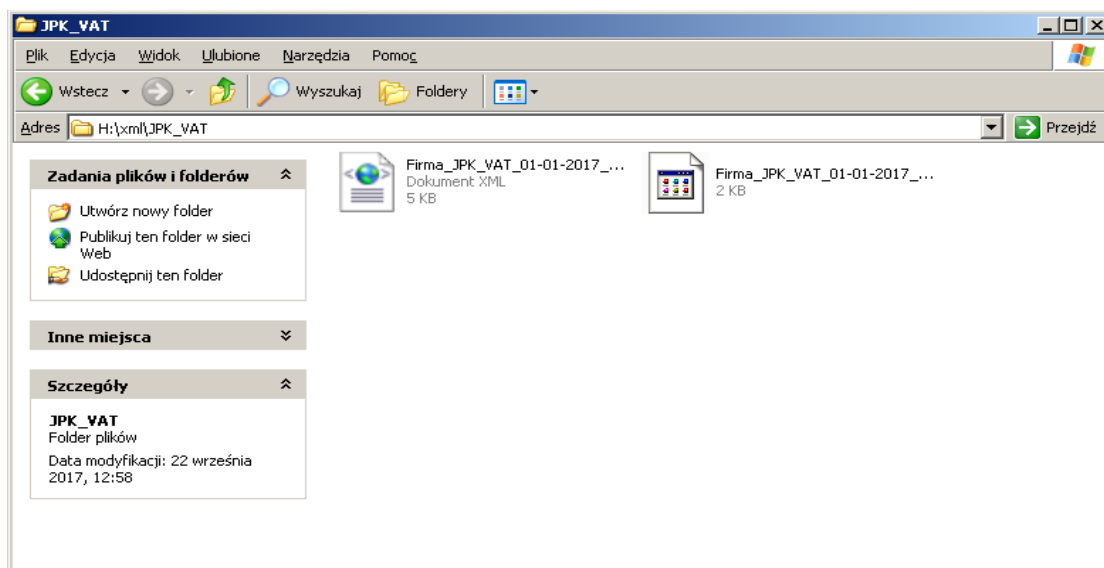 JPK_VAT
Plik Edycja Widok Ulubione Narzędzia Pomoc
Wstecz Wyszukaj Foldery
Adres H:\xml\JPK_VAT Przejdź
Zadania plików i folderów
Utwórz nowy folder
Publikuj ten folder w sieci
Web
Udostępnij ten folder
Inne miejsca
Szczegóły
JPK_VAT
Folder plików
Data modyfikacji: 22 września
2017, 12:58
Firma_JPK_VAT_01-01-2017_...
Dokument XML
5 KB
Firma_JPK_VAT_01-01-2017_...
2 KB